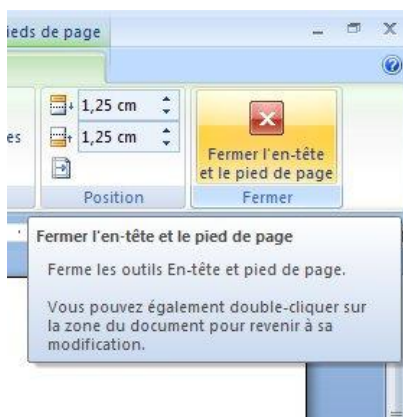 ieds de page
es
1,25 cm
1,25 cm
Position
Fermer l'en-tête
et le pied de page
Fermer
Fermer l'en-tête et le pied de page
Ferme les outils En-tête et pied de page.
Vous pouvez également double-cliquer sur
la zone du document pour revenir à sa
modification.